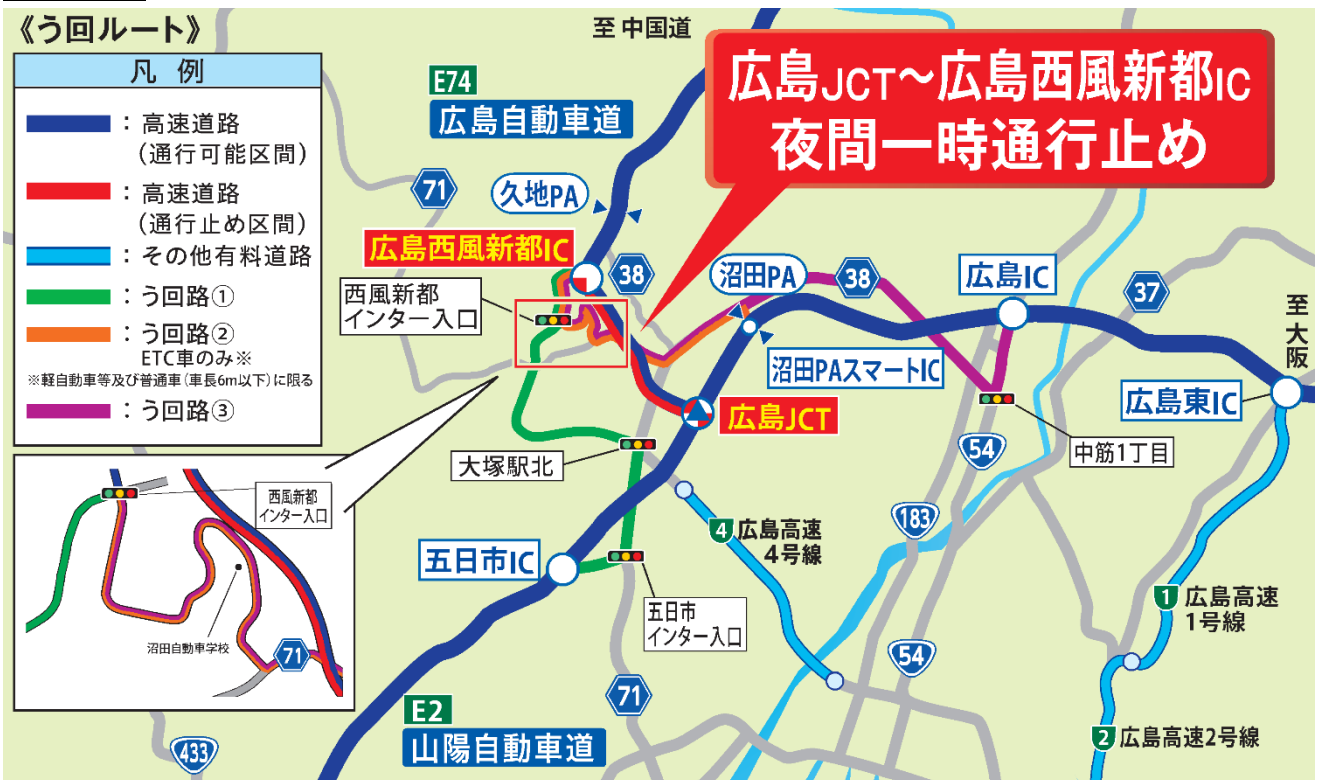 《う回ルート》
凡 例
：高速道路
(通行可能区間)
：高速道路
(通行止め区間)
：その他有料道路
：う回路①
：う回路②
ETC車のみ※
※軽自動車等及び普通車(車長6m以下)に限る
：う回路③
至 中国道
広島JCT～広島西風新都IC
夜間一時通行止め
E74
広島自動車道
71
久地PA
広島西風新都IC
38
沼田PA
38
広島IC
37
至大阪
西風新都
インター入口
沼田PAスマートIC
広島東IC
広島JCT
54
中筋1丁目
大塚駅北
183
4
広島高速
4号線
五日市IC
五日市
インター入口
1
広島高速
1号線
54
71
E2
山陽自動車道
2
広島高速2号線
433
西風新都
インター入口
沼田自動車学校
71